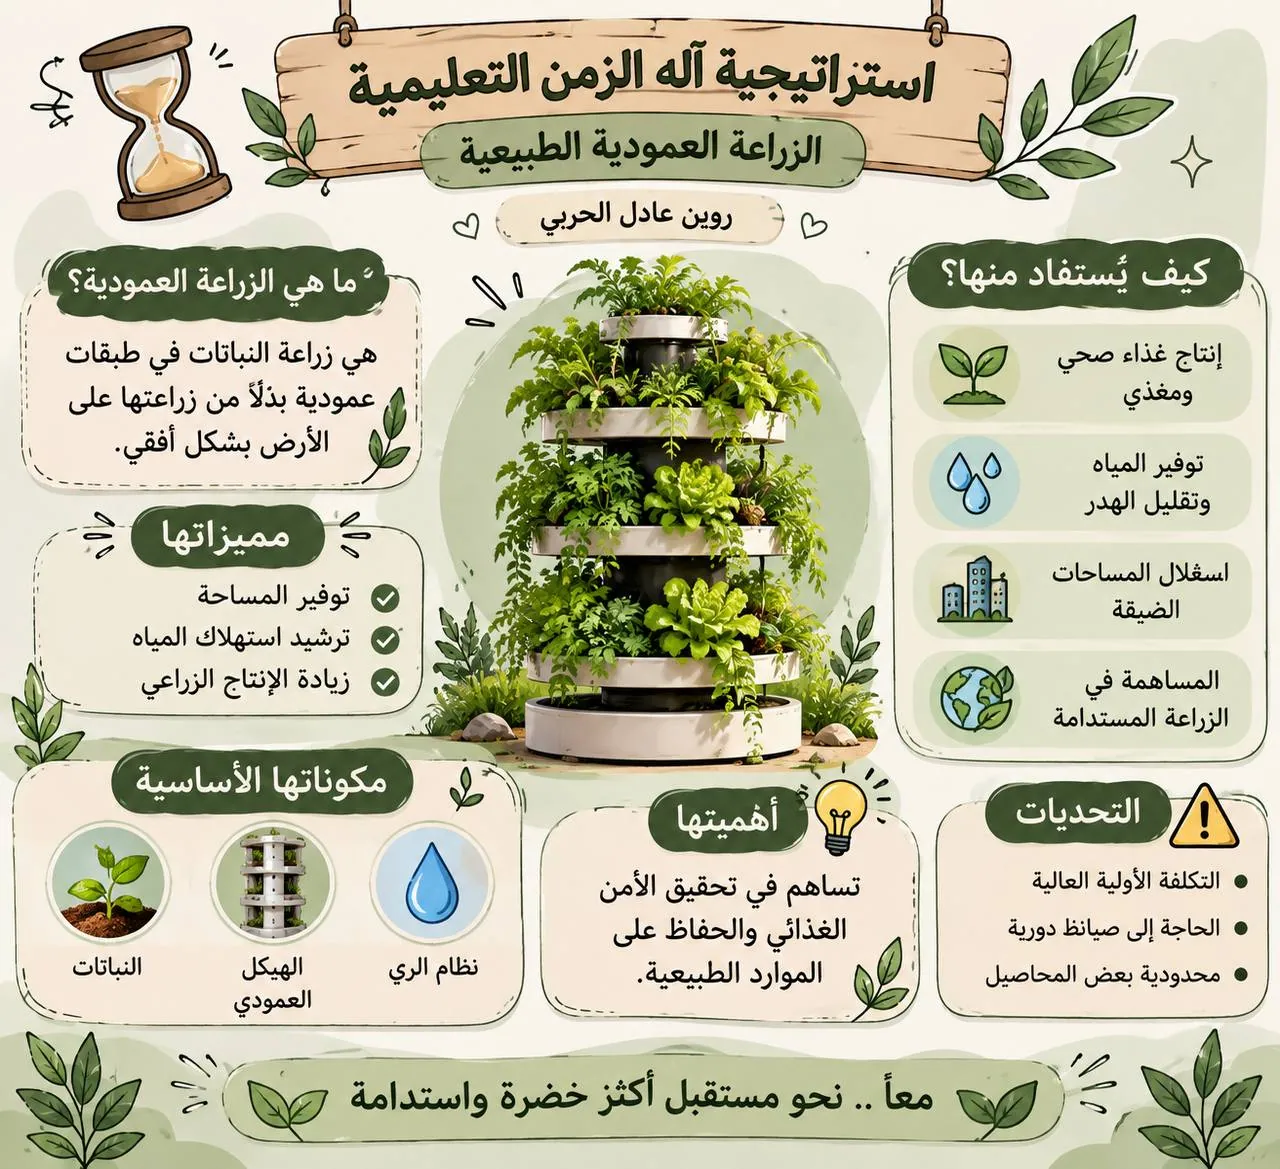 استراتيجية آله الزمن التعليمية
الزراعة العمودية الطبيعية
روين عادل الحربي
كيف يُستفاد منها؟
إنتاج غذاء صحي
ومغذي
توفير المياه
وتقليل الهدر
اسغلال المساحات
الضيقة
المساهمة في
الزراعة المستدامة
ما هي الزراعة العمودية؟
هي زراعة النباتات في طبقات
عمودية بدلاً من زراعتها على
الأرض بشكل أفقي.
مميزاتها
توفير المساحة
ترشيد استهلاك المياه
زيادة الإنتاج الزراعي
مكوناتها الأساسية
نظام الري
الهيكل
العمودي
النباتات
أهميتها
تساهم في تحقيق الأمن
الغذائي والحفاظ على
الموارد الطبيعية.
التحديات
التكلفة الأولية العالية
الحاجة إلى صيانظ دورية
محدودية بعض المحاصيل
معاً .. نحو مستقبل أكثز خضرة واستدامة